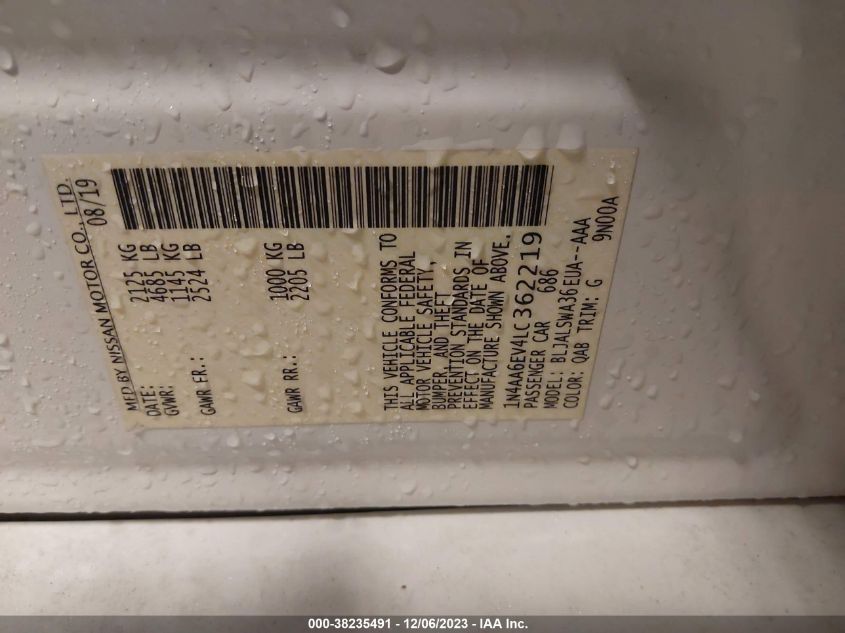 MFD BY NISSAN MOTOR CO., LTD.
DATE: 08/19
GVWR: 2125 KG
4685 LB
GAWR FR.: 1145 KG
2524 LB
GAWR RR.: 1000 KG
2205 LB
THIS VEHICLE CONFORMS TO
ALL APPLICABLE FEDERAL
MOTOR VEHICLE SAFETY,
BUMPER, AND THEFT
PREVENTION STANDARDS IN
EFFECT ON THE DATE OF
MANUFACTURE SHOWN ABOVE.
1N4AA6EV4LC362219
PASSENGER CAR 686
MODEL: BLJALSWA36EUA--AAA
COLOR: QAB TRIM: G 9N00A
000-38235491 - 12/06/2023 - IAA Inc.